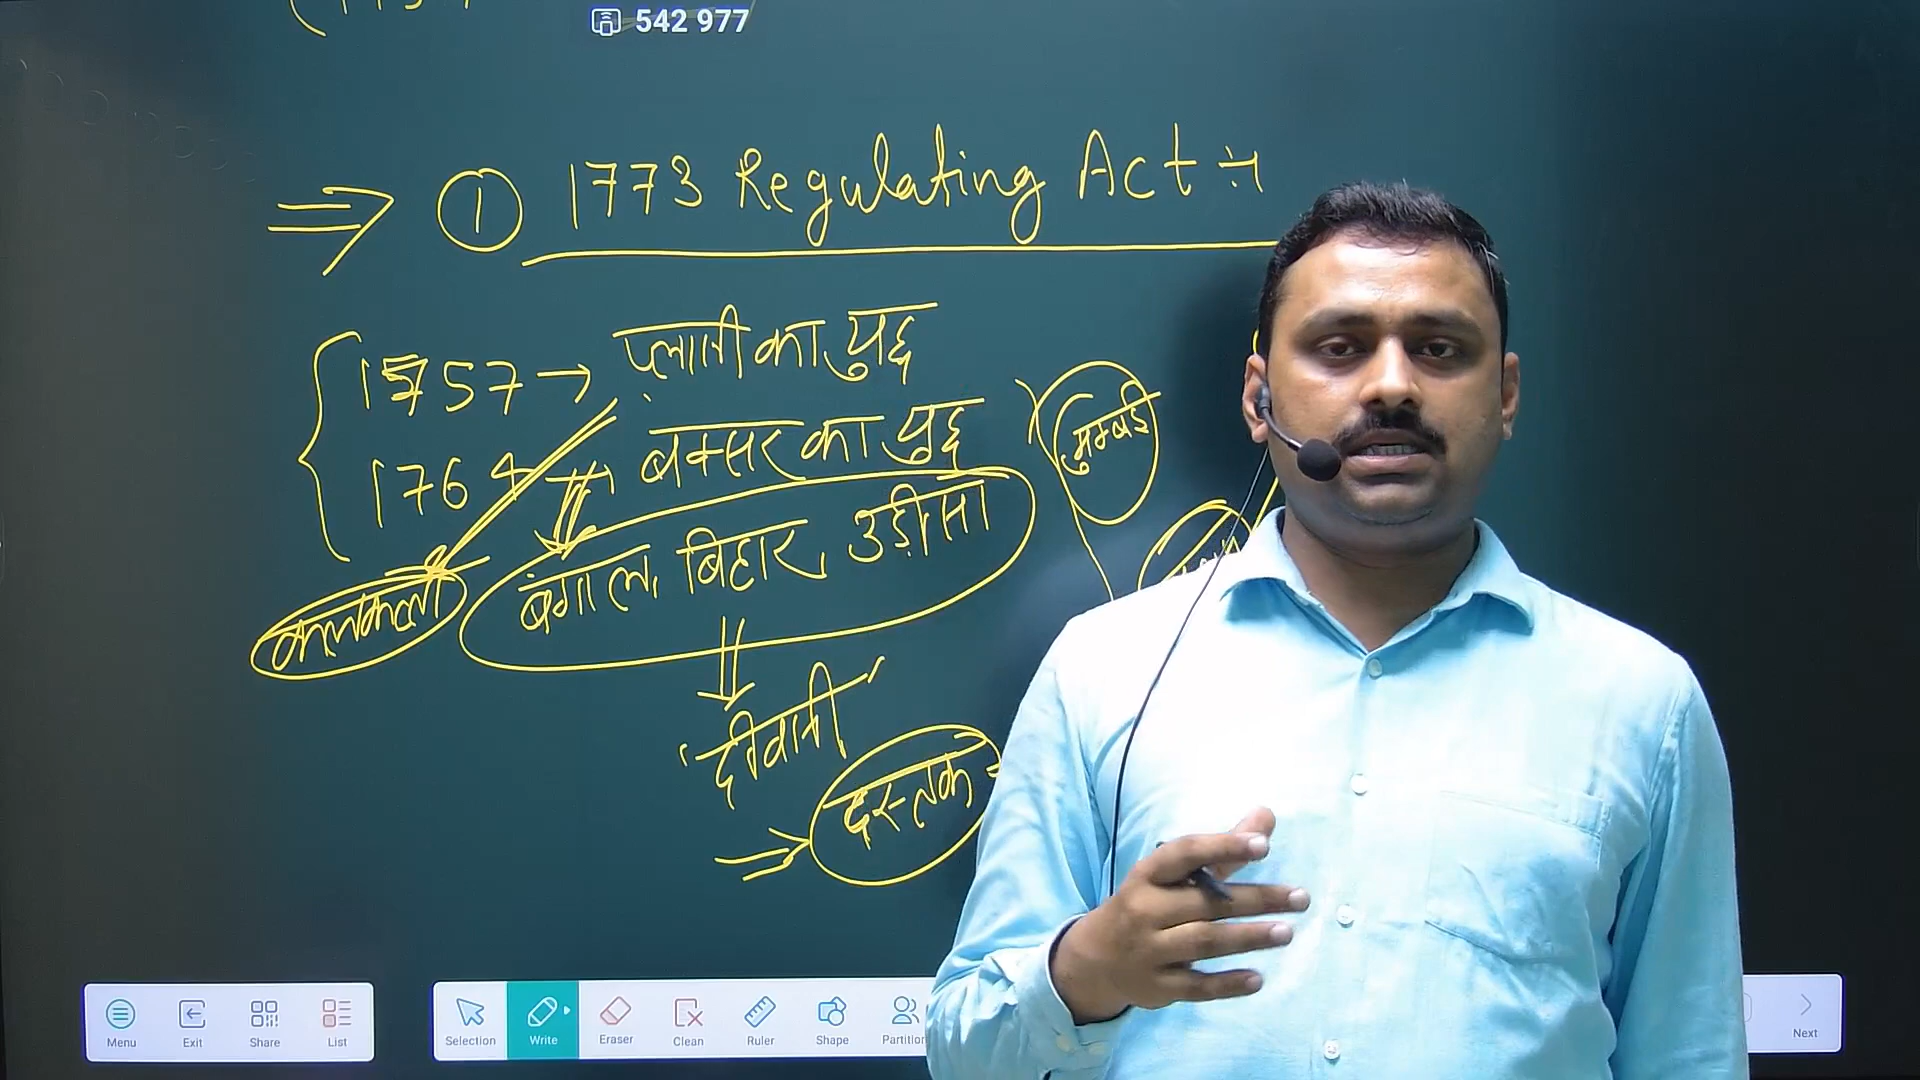 542 977
⇒ ① 1773 Regulating Act :-
1757 → प्लासी का युद्ध
1764 → बक्सर का युद्ध
मुम्बई
बंगाल, बिहार, उड़ीसा
कलकत्ता
'दीवानी'
⇒ दस्तक
Menu Exit Share List Selection Write Eraser Clean Ruler Shape Partition Next